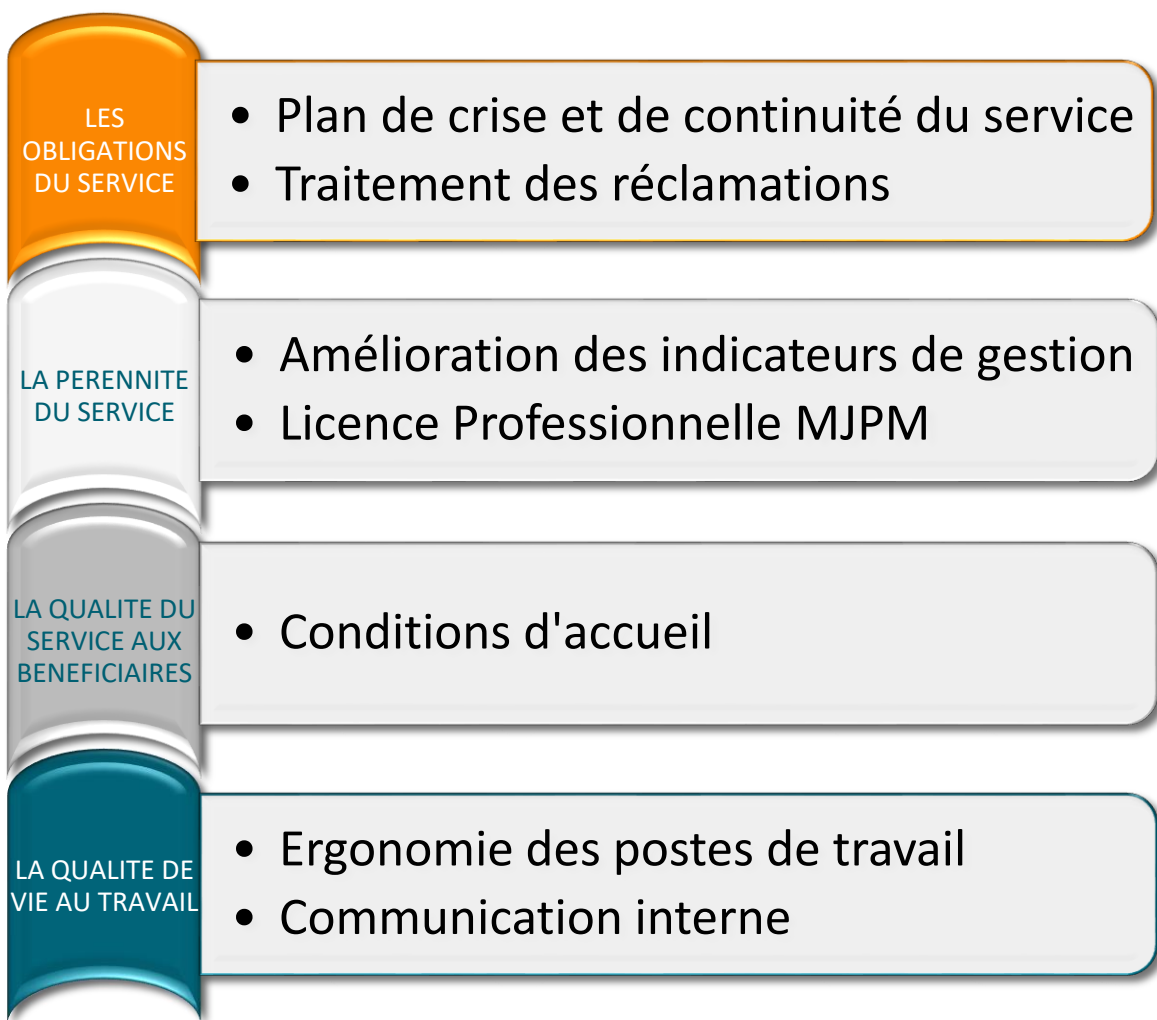 LES
OBLIGATIONS
DU SERVICE
• Plan de crise et de continuité du service
• Traitement des réclamations
LA PERENNITE
DU SERVICE
• Amélioration des indicateurs de gestion
• Licence Professionnelle MJPM
LA QUALITE DU
SERVICE AUX
BENEFICIAIRES
• Conditions d'accueil
LA QUALITE DE
VIE AU TRAVAIL
• Ergonomie des postes de travail
• Communication interne